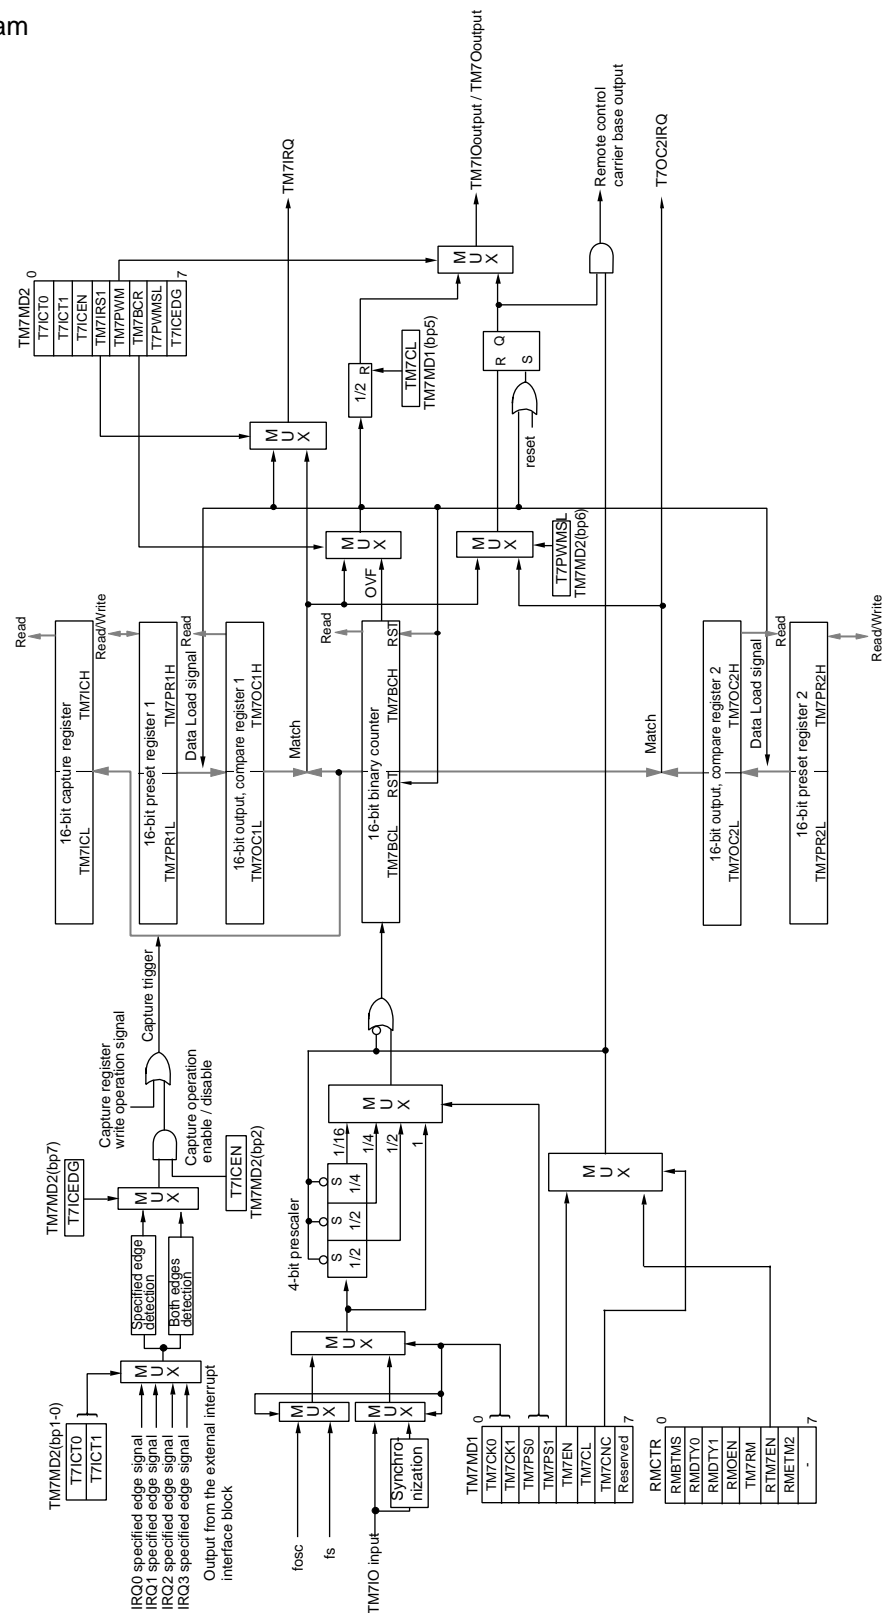 am
TM7MD2(bp1-0)
T7ICT0
T7ICT1
IRQ0 specified edge signal
IRQ1 specified edge signal
IRQ2 specified edge signal
IRQ3 specified edge signal
Output from the external interrupt
interface block
M
U
X
Specified edge
detection
Both edges
detection
TM7MD2(bp7)
T7ICEDG
M
U
X
Capture register
write operation signal
Capture operation
enable / disable
T7ICEN
TM7MD2(bp2)
Capture trigger
16-bit capture register
TM7ICL
TM7ICH
Read
16-bit preset register 1
TM7PR1L
TM7PR1H
Read/Write
Data Load signal
16-bit output, compare register 1
TM7OC1L
TM7OC1H
Read
Match
16-bit binary counter
TM7BCL
RST
TM7BCH
RST
Read
OVF
Match
16-bit output, compare register 2
TM7OC2L
TM7OC2H
Read
Data Load signal
16-bit preset register 2
TM7PR2L
TM7PR2H
Read/Write
fosc
fs
TM7IO input
Synchro-
nization
M
U
X
M
U
X
M
U
X
4-bit prescaler
S
1/2
S
1/2
S
1/4
1/16
1/4
1/2
1
M
U
X
TM7MD1
0
TM7CK0
TM7CK1
TM7PS0
TM7PS1
TM7EN
TM7CL
TM7CNC
Reserved
7
RMCTR
0
RMBTMS
RMDTY0
RMDTY1
RMOEN
TM7RM
RTM7EN
RMETM2
-
7
M
U
X
TM7MD2
0
T7ICT0
T7ICT1
T7ICEN
TM7IRS1
TM7PWM
TM7BCR
T7PWMSL
T7ICEDG
7
M
U
X
M
U
X
M
U
X
T7PWMSL
TM7MD2(bp6)
1/2
R
TM7CL
TM7MD1(bp5)
reset
R
Q
S
M
U
X
TM7IRQ
TM7IOoutput / TM7Ooutput
Remote control
carrier base output
T7OC2IRQ